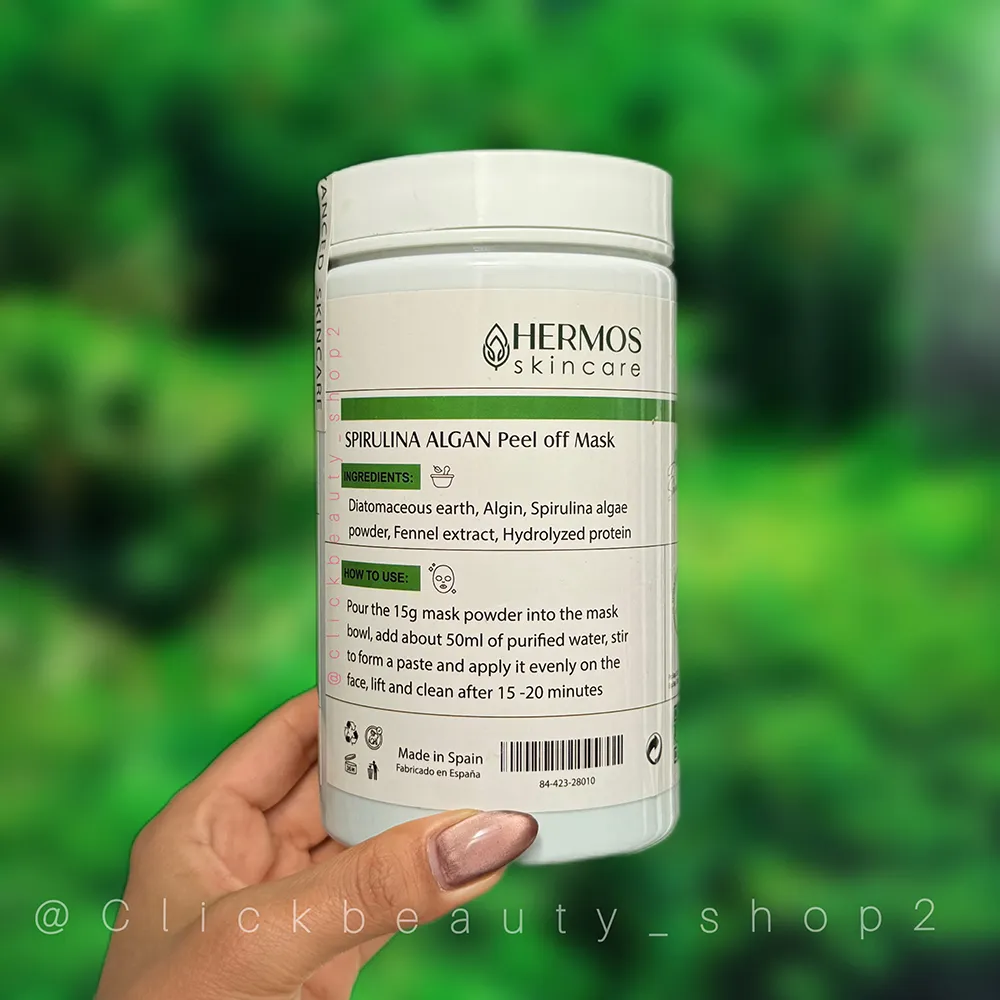 HERMOS
skincare
SPIRULINA ALGAN Peel off Mask
INGREDIENTS:
Diatomaceous earth, Algin, Spirulina algae
powder, Fennel extract, Hydrolyzed protein
HOW TO USE:
Pour the 15g mask powder into the mask
bowl, add about 50ml of purified water, stir
to form a paste and apply it evenly on the
face, lift and clean after 15 -20 minutes
Made in Spain
Fabricado en España
84-423-28010
SKINCARE
@clickbeauty_shop2
@Clickbeauty_shop2